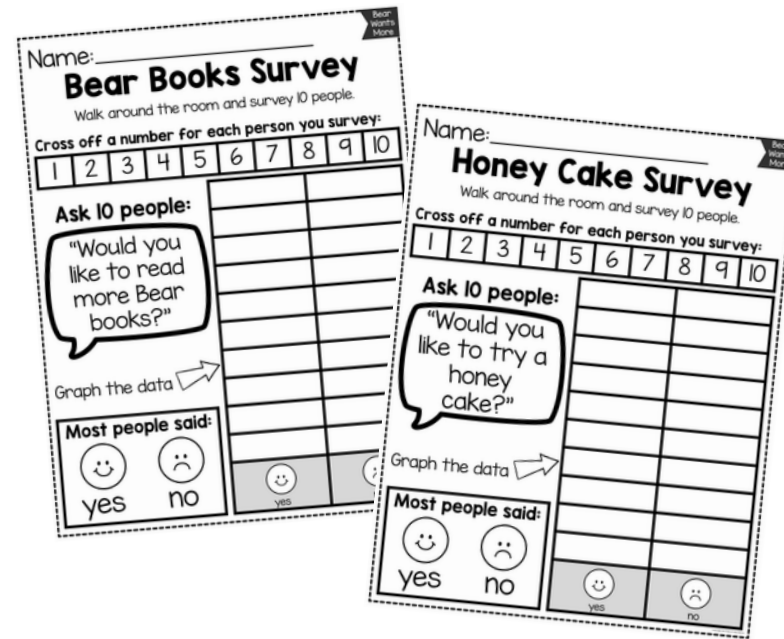 Bear
Wants
More
Name:
Bear Books Survey
Walk around the room and survey 10 people.
Cross off a number for each person you survey:
1 2 3 4 5 6 7 8 9 10
Ask 10 people:
"Would you
like to read
more Bear
books?"
Graph the data
Most people said:
yes no
yes
Name:
Honey Cake Survey
Walk around the room and survey 10 people.
Cross off a number for each person you survey:
1 2 3 4 5 6 7 8 9 10
Ask 10 people:
"Would you
like to try a
honey
cake?"
Graph the data
Most people said:
yes no
yes no